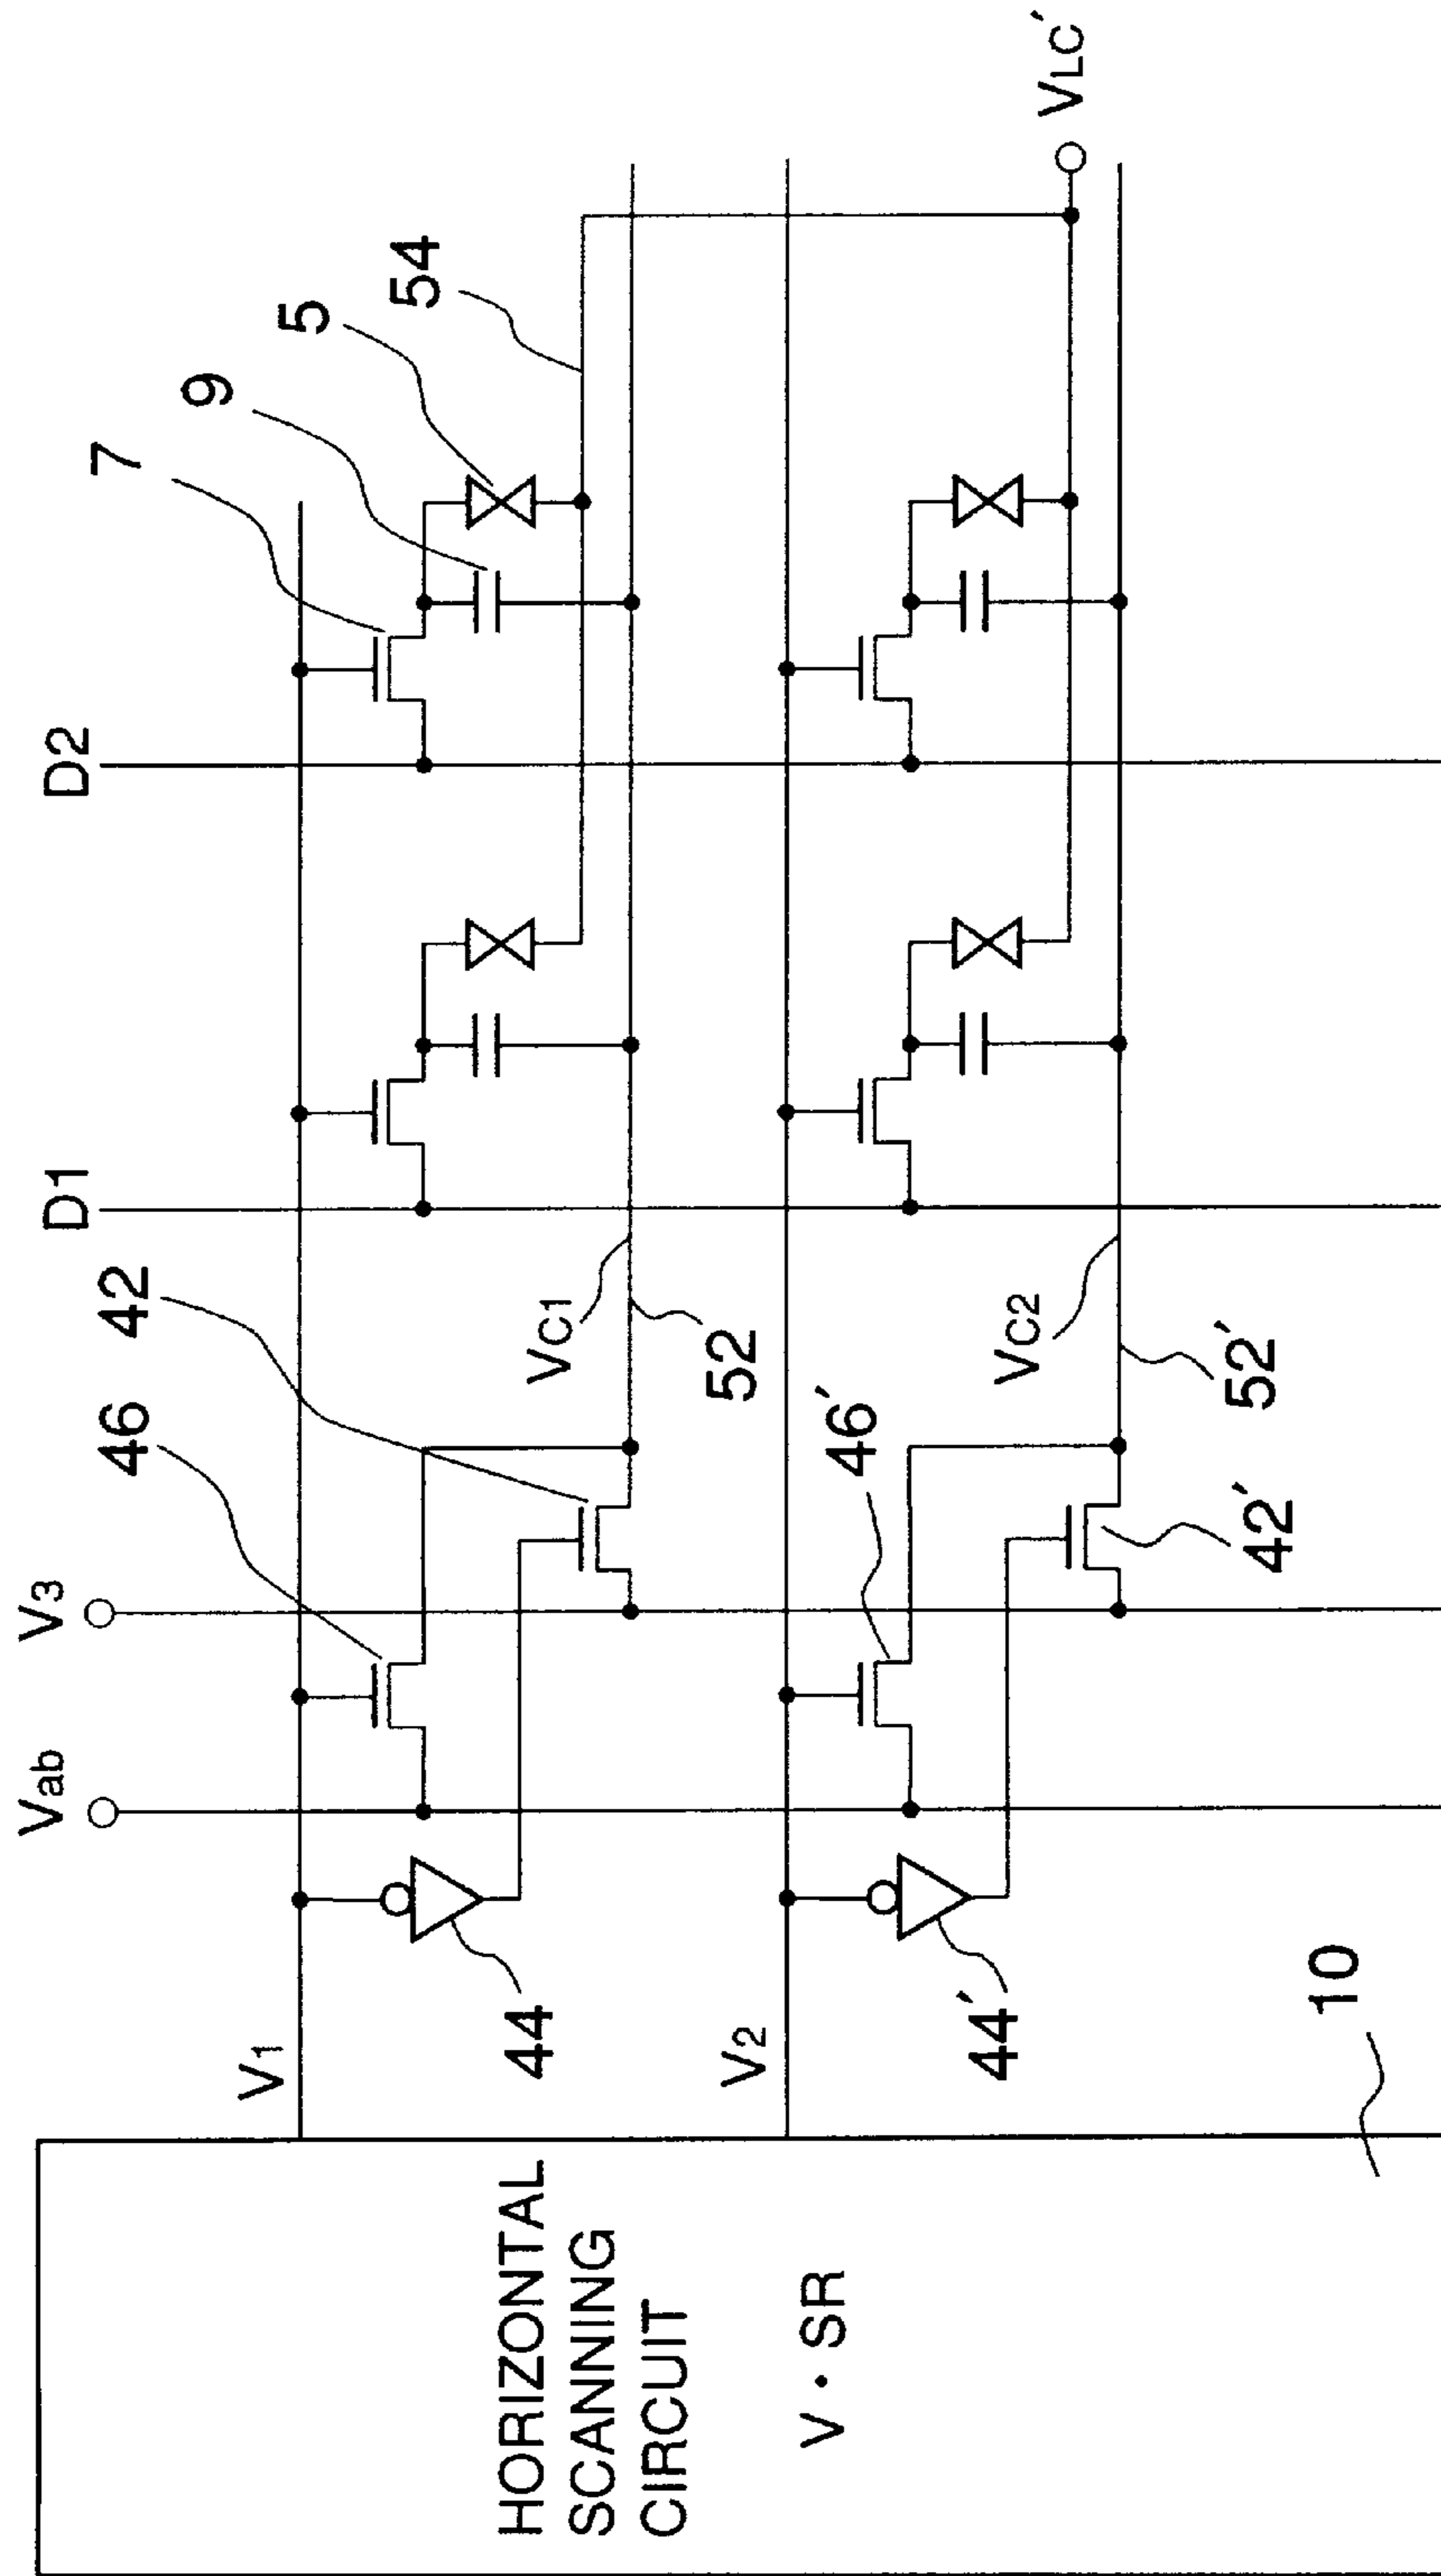 HORIZONTAL
SCANNING
CIRCUIT
V · SR
10
V1
V2
44
44′
Vab
V3
46
42
46′
42′
VC1
52
VC2
52′
D1
D2
7
9
5
54
VLC′